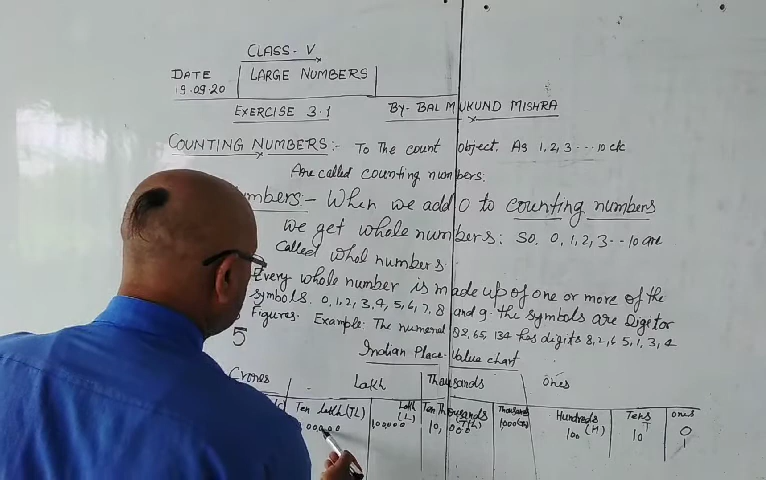 CLASS - V
DATE LARGE NUMBERS
19.09.20
EXERCISE 3.1 BY- BAL MUKUND MISHRA
COUNTING NUMBERS:- To The count object. As 1, 2, 3 --- 10 etc
Are called counting numbers:
umbers:- When we add 0 to counting numbers
We get whole numbers: So. 0, 1, 2, 3 -- 10 are
called whol numbers:
Every whole number is made up of one or more of the
symbols. 0, 1, 2, 3, 4, 5, 6, 7, 8 and 9. the symbols are Digit or
Figures. Example: The numeral 82, 65, 134 has digits 8, 2, 6 5, 1, 3, 4
5
Indian Place-Value chart
Crores Lakh Thousands Ones
Ten Lakh (TL) Lakh (L) Ten Thousands Thousands Hundreds (H) Tens T ones O
100000 10,000 1000 100 10 1